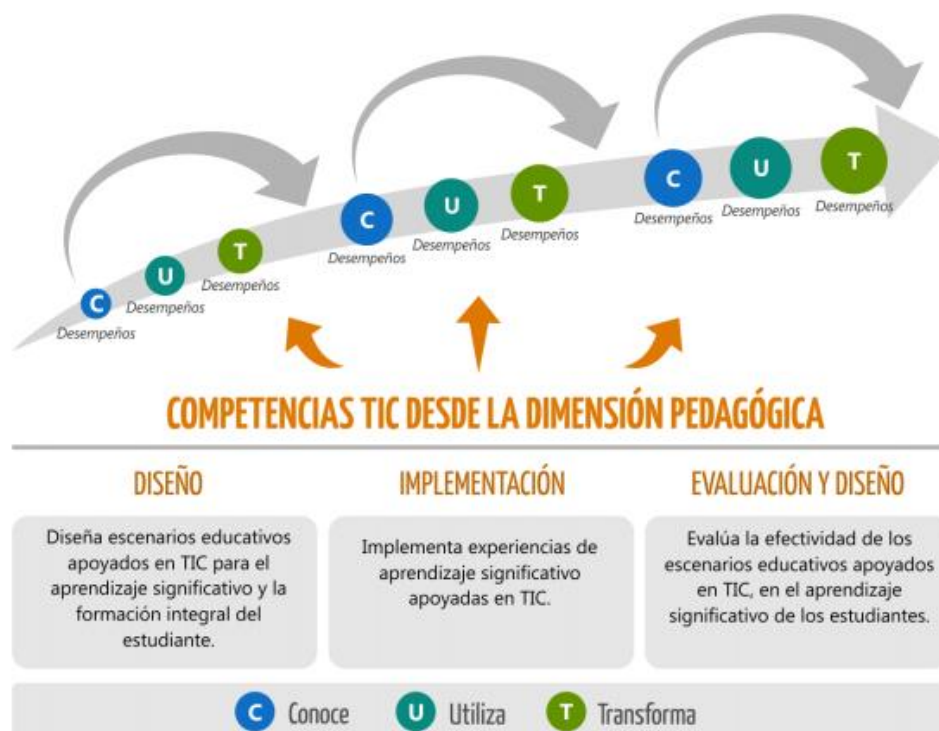 C
U
T
C
U
T
C
U
T
Desempeños
Desempeños
Desempeños
Desempeños
Desempeños
Desempeños
Desempeños
Desempeños
Desempeños
COMPETENCIAS TIC DESDE LA DIMENSIÓN PEDAGÓGICA
DISEÑO
Diseña escenarios educativos
apoyados en TIC para el
aprendizaje significativo y la
formación integral del
estudiante.
IMPLEMENTACIÓN
Implementa experiencias de
aprendizaje significativo
apoyadas en TIC.
EVALUACIÓN Y DISEÑO
Evalúa la efectividad de los
escenarios educativos apoyados
en TIC, en el aprendizaje
significativo de los estudiantes.
C Conoce U Utiliza T Transforma